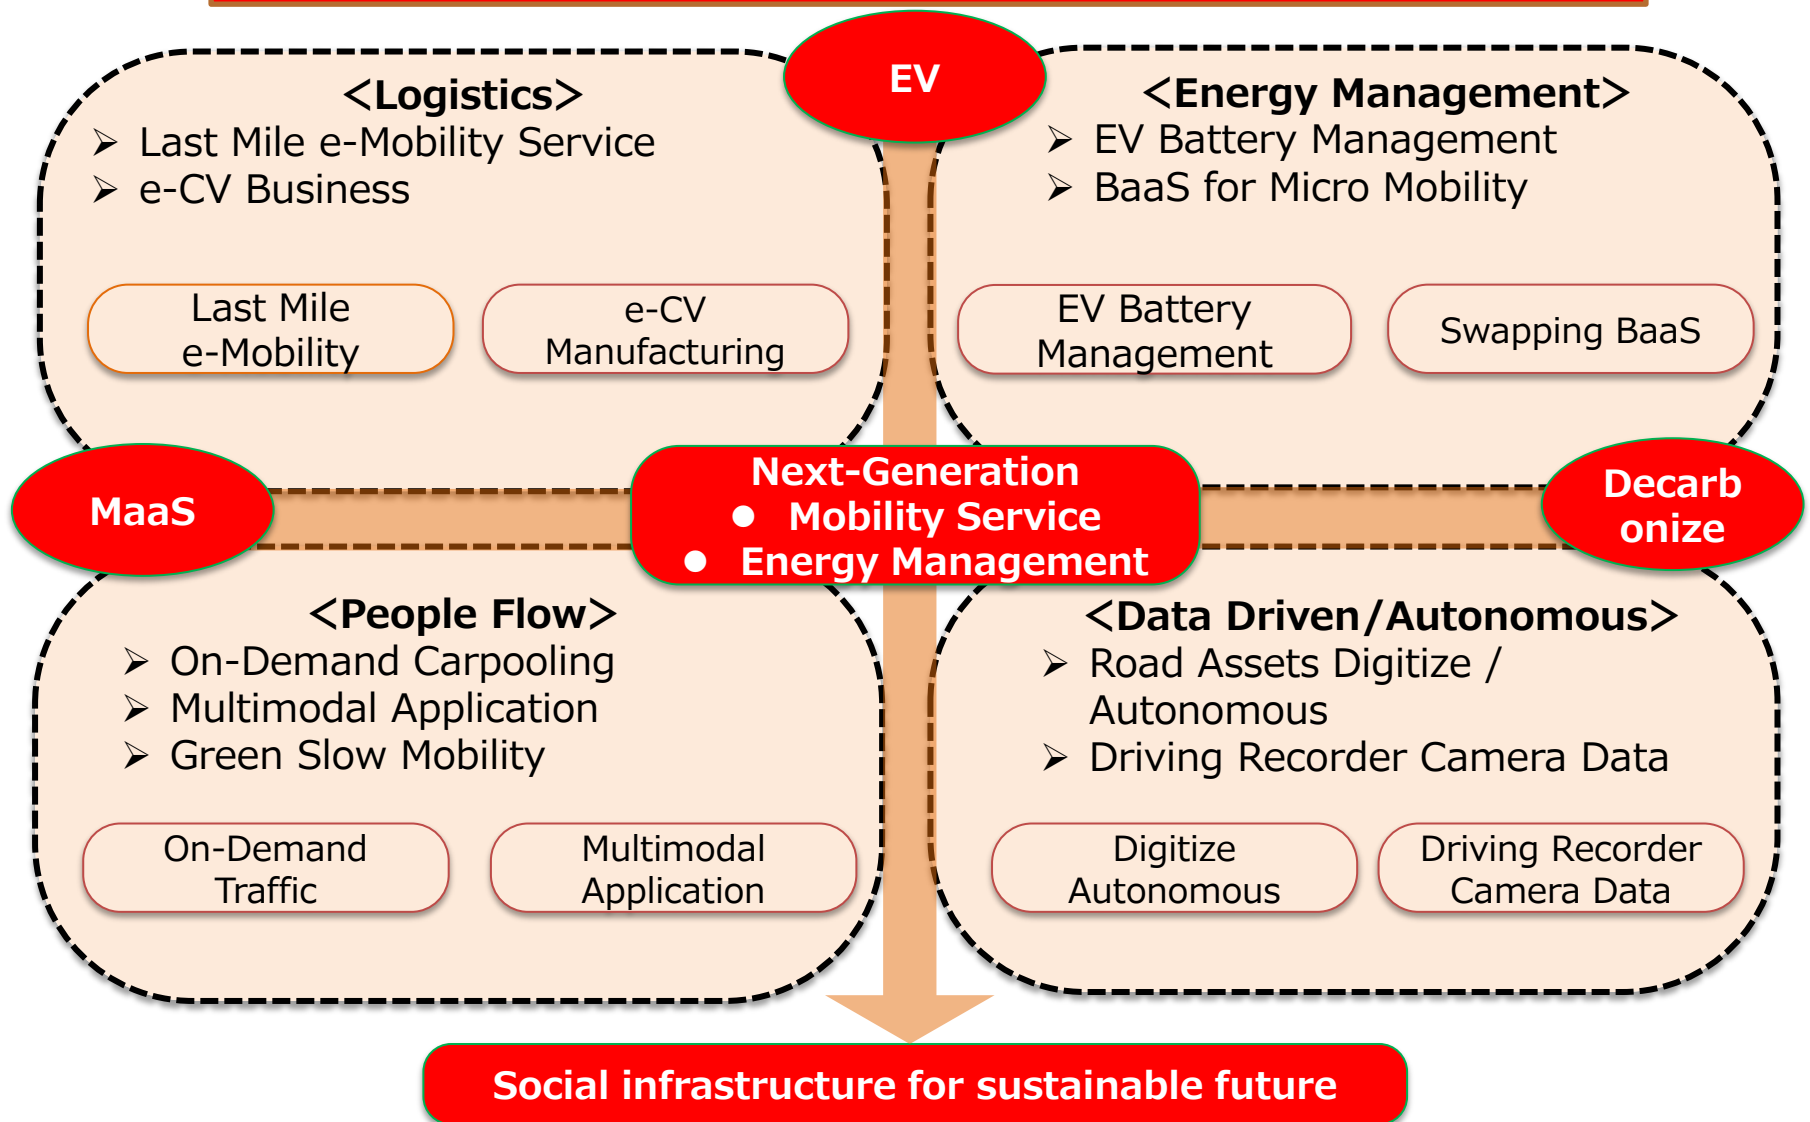 EV
<Logistics>
➢ Last Mile e-Mobility Service
➢ e-CV Business
Last Mile
e-Mobility
e-CV
Manufacturing
<Energy Management>
➢ EV Battery Management
➢ BaaS for Micro Mobility
EV Battery
Management
Swapping BaaS
MaaS
Next-Generation
● Mobility Service
● Energy Management
Decarb
onize
<People Flow>
➢ On-Demand Carpooling
➢ Multimodal Application
➢ Green Slow Mobility
On-Demand
Traffic
Multimodal
Application
<Data Driven/Autonomous>
➢ Road Assets Digitize /
Autonomous
➢ Driving Recorder Camera Data
Digitize
Autonomous
Driving Recorder
Camera Data
Social infrastructure for sustainable future